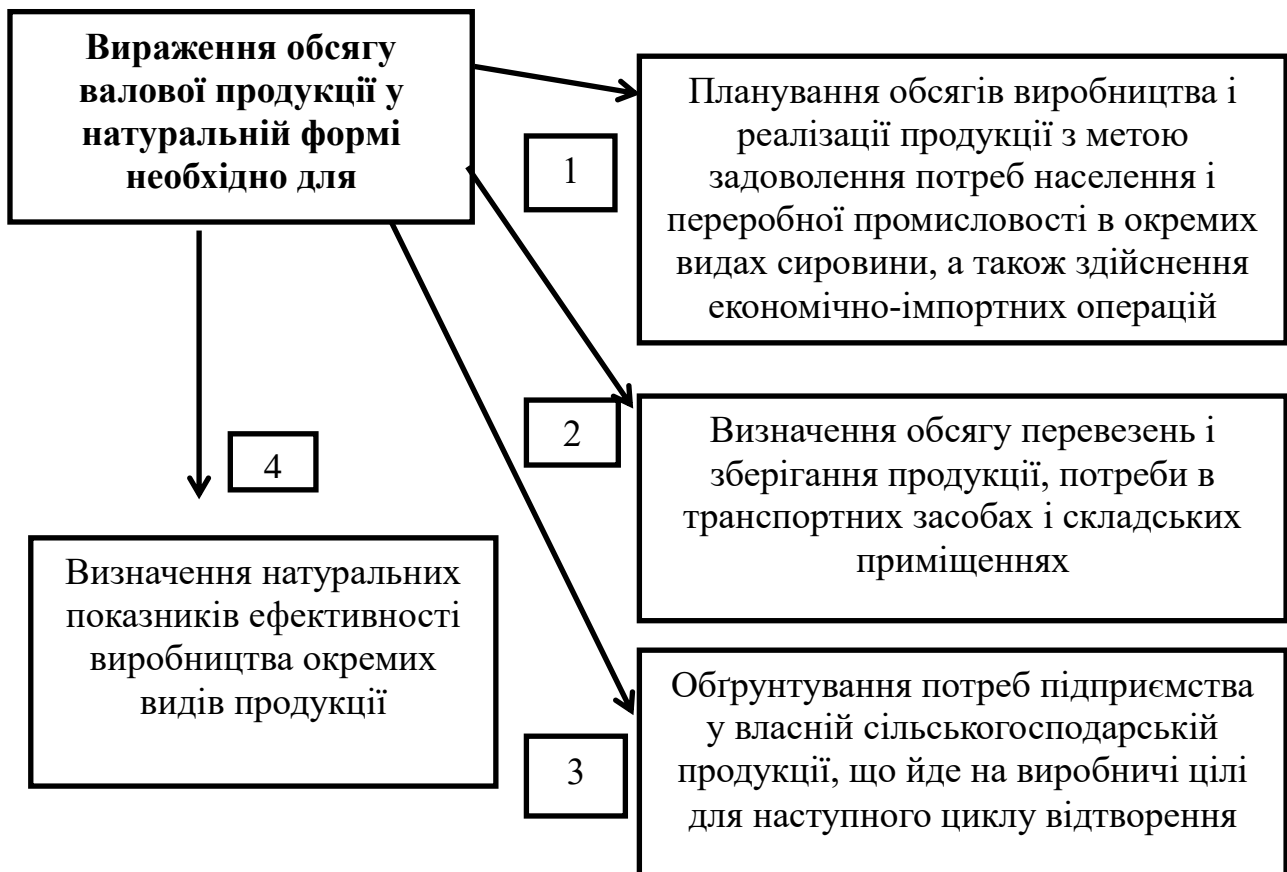 Вираження обсягу
валової продукції у
натуральній формі
необхідно для
1
Планування обсягів виробництва і
реалізації продукції з метою
задоволення потреб населення і
переробної промисловості в окремих
видах сировини, а також здійснення
економічно-імпортних операцій
2
Визначення обсягу перевезень і
зберігання продукції, потреби в
транспортних засобах і складських
приміщеннях
3
Обґрунтування потреб підприємства
у власній сільськогосподарській
продукції, що йде на виробничі цілі
для наступного циклу відтворення
4
Визначення натуральних
показників ефективності
виробництва окремих
видів продукції